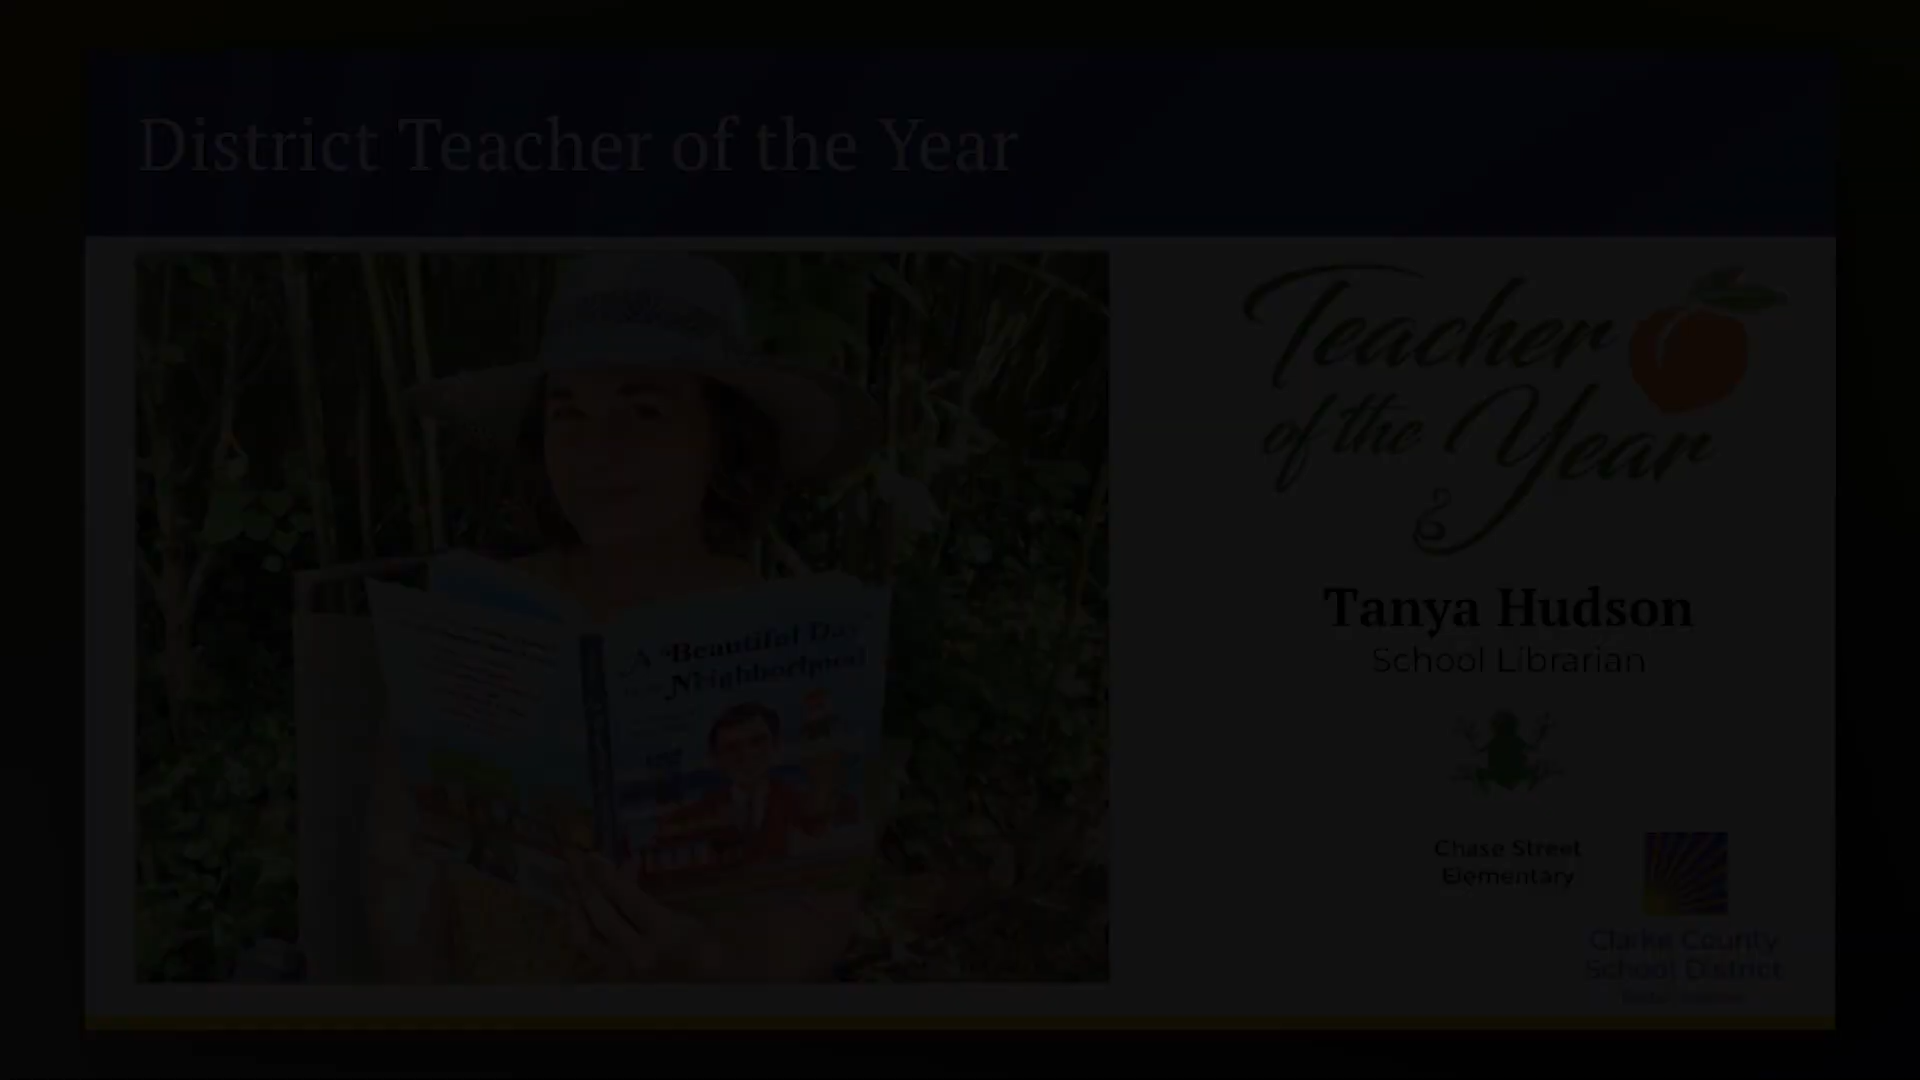 District Teacher of the Year
Teacher
of the Year
Tanya Hudson
School Librarian
A Beautiful Day
Neighborhood
Chase Street
Elementary
Clarke County
School District